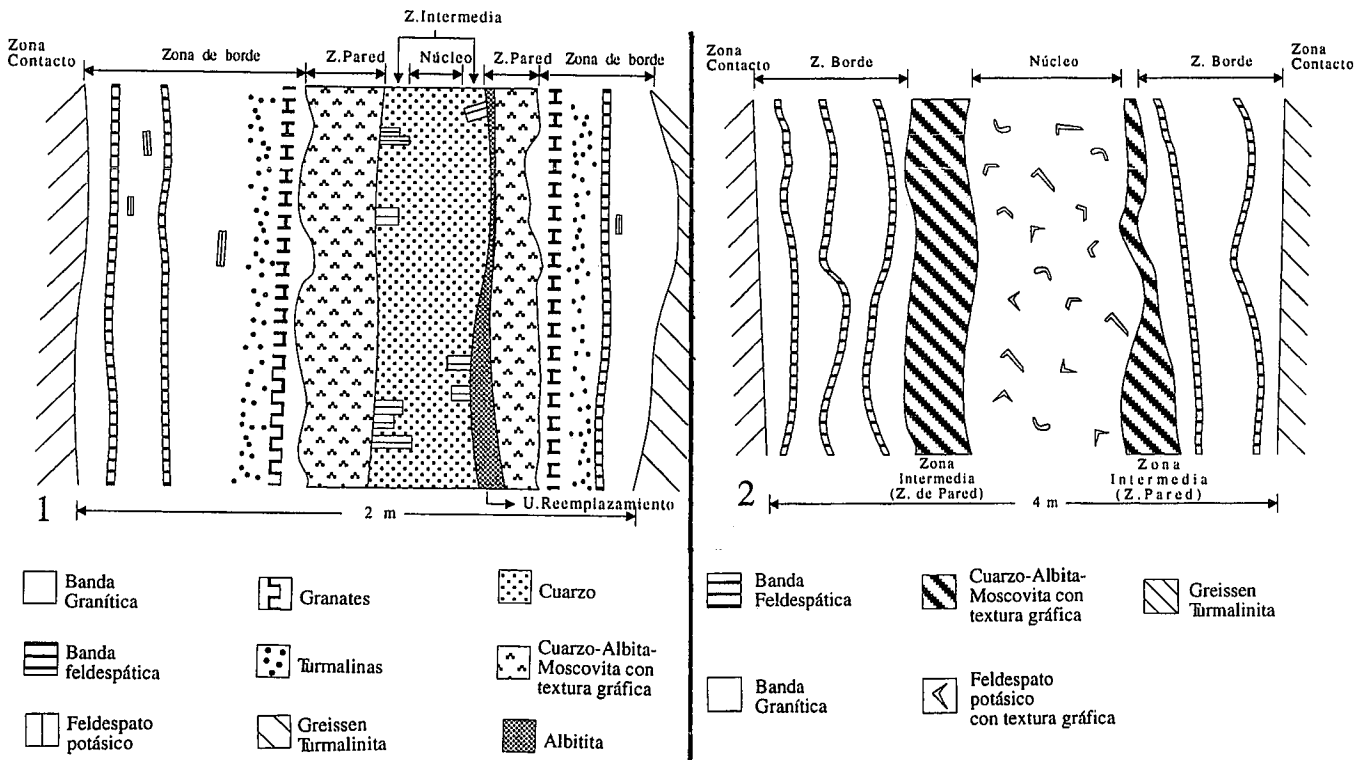 Z.Intermedia
Zona
Contacto
Zona de borde
Z.Pared
Núcleo
Z.Pared
Zona de borde
1
2 m
U.Reemplazamiento
Banda
Granítica
Granates
Cuarzo
Banda
feldespática
Turmalinas
Cuarzo-Albita-
Moscovita con
textura gráfica
Feldespato
potásico
Greissen
Turmalinita
Albitita
Zona
Contacto
Z. Borde
Núcleo
Z. Borde
Zona
Contacto
Zona
Intermedia
(Z. de Pared)
Zona
Intermedia
(Z.Pared)
2
4 m
Banda
Feldespática
Cuarzo-Albita-
Moscovita con
textura gráfica
Greissen
Turmalinita
Banda
Granítica
Feldespato
potásico
con textura gráfica